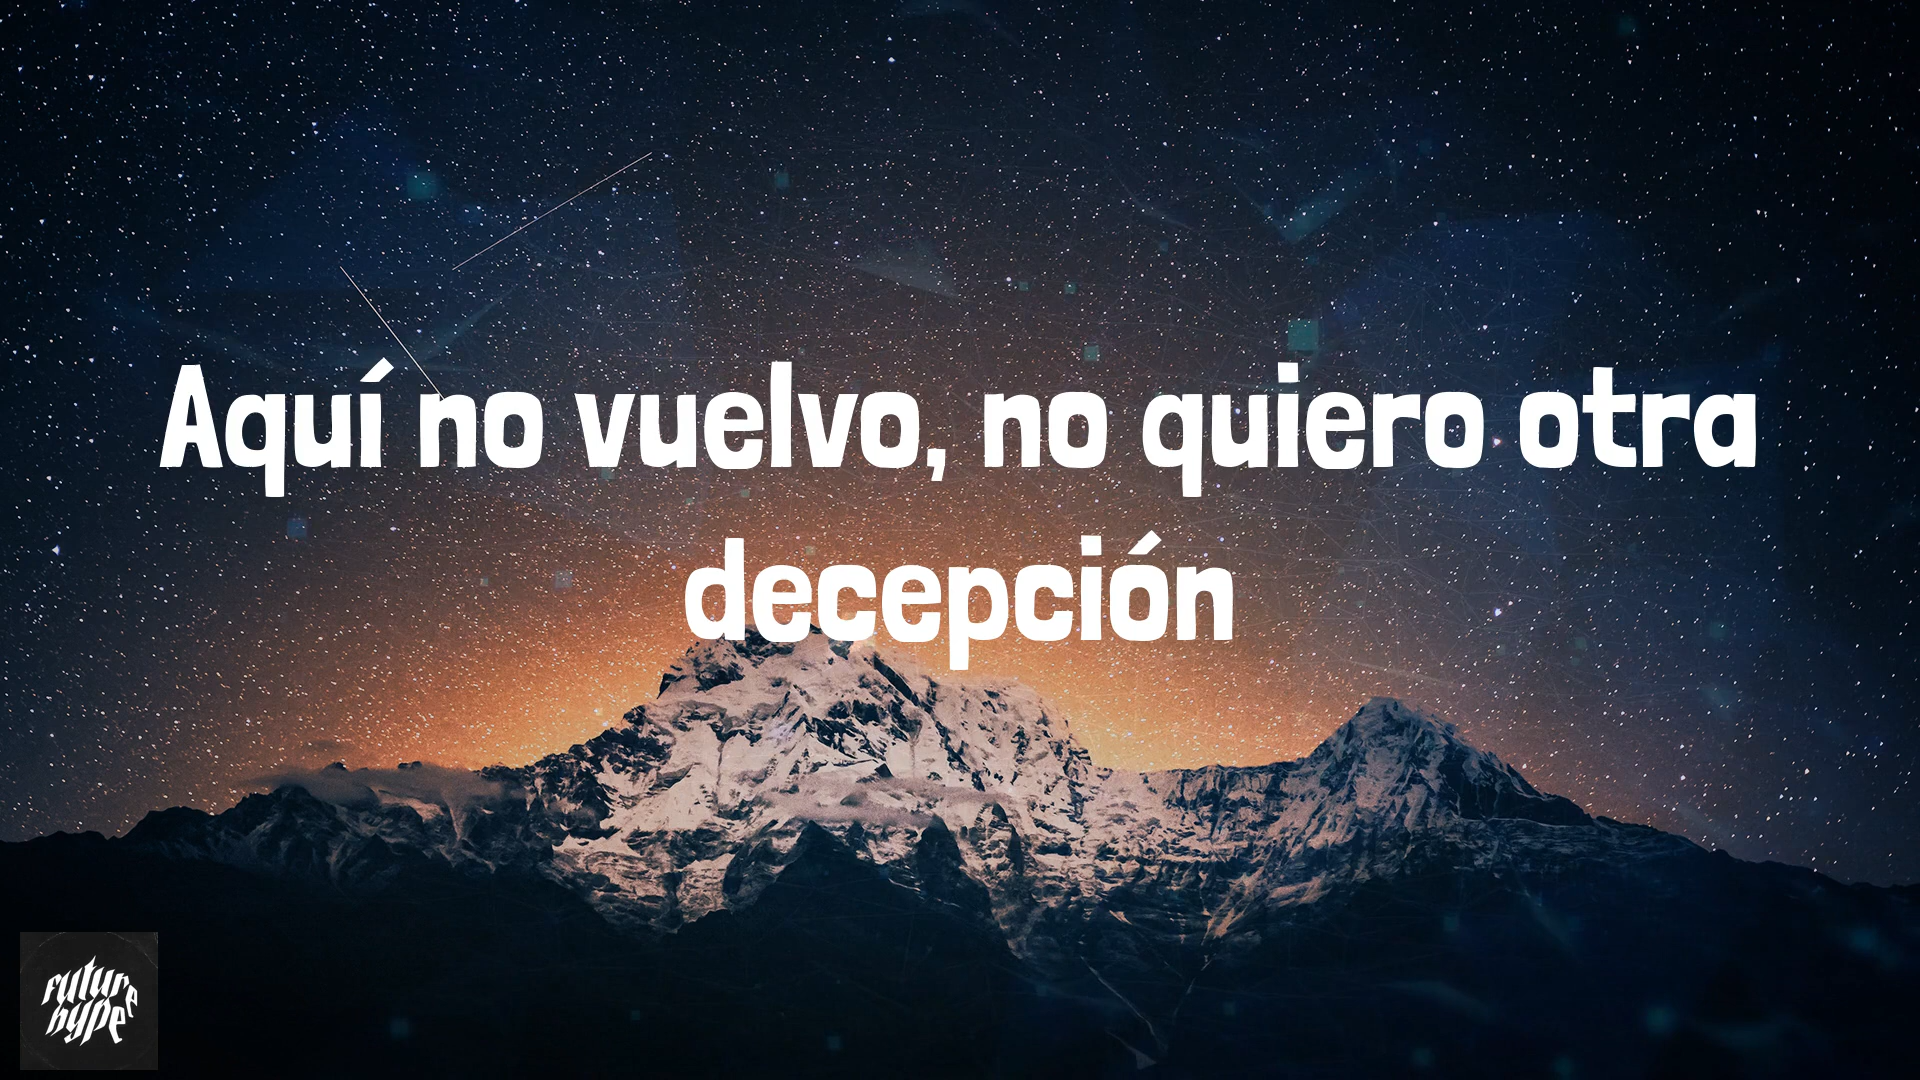 Aquí no vuelvo, no quiero otra
decepción
future
hype